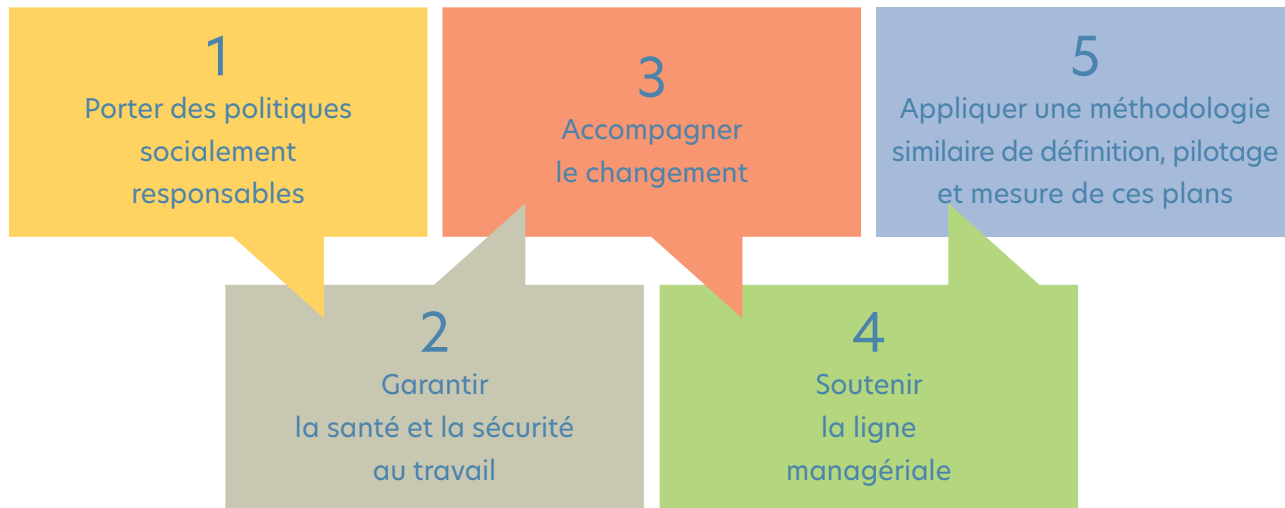 1
Porter des politiques
socialement
responsables
2
Garantir
la santé et la sécurité
au travail
3
Accompagner
le changement
4
Soutenir
la ligne
managériale
5
Appliquer une méthodologie
similaire de définition, pilotage
et mesure de ces plans